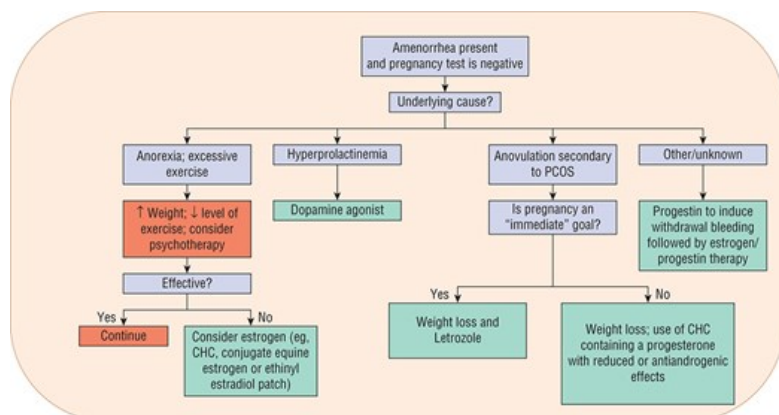 Amenorrhea present
and pregnancy test is negative
Underlying cause?
Anorexia; excessive
exercise
Hyperprolactinemia
Anovulation secondary
to PCOS
Other/unknown
↑ Weight; ↓ level of
exercise; consider
psychotherapy
Dopamine agonist
Is pregnancy an
“immediate” goal?
Progestin to induce
withdrawal bleeding
followed by estrogen/
progestin therapy
Effective?
Yes
No
Continue
Consider estrogen (eg,
CHC, conjugate equine
estrogen or ethinyl
estradiol patch)
Yes
No
Weight loss and
Letrozole
Weight loss; use of CHC
containing a progesterone
with reduced or antiandrogenic
effects